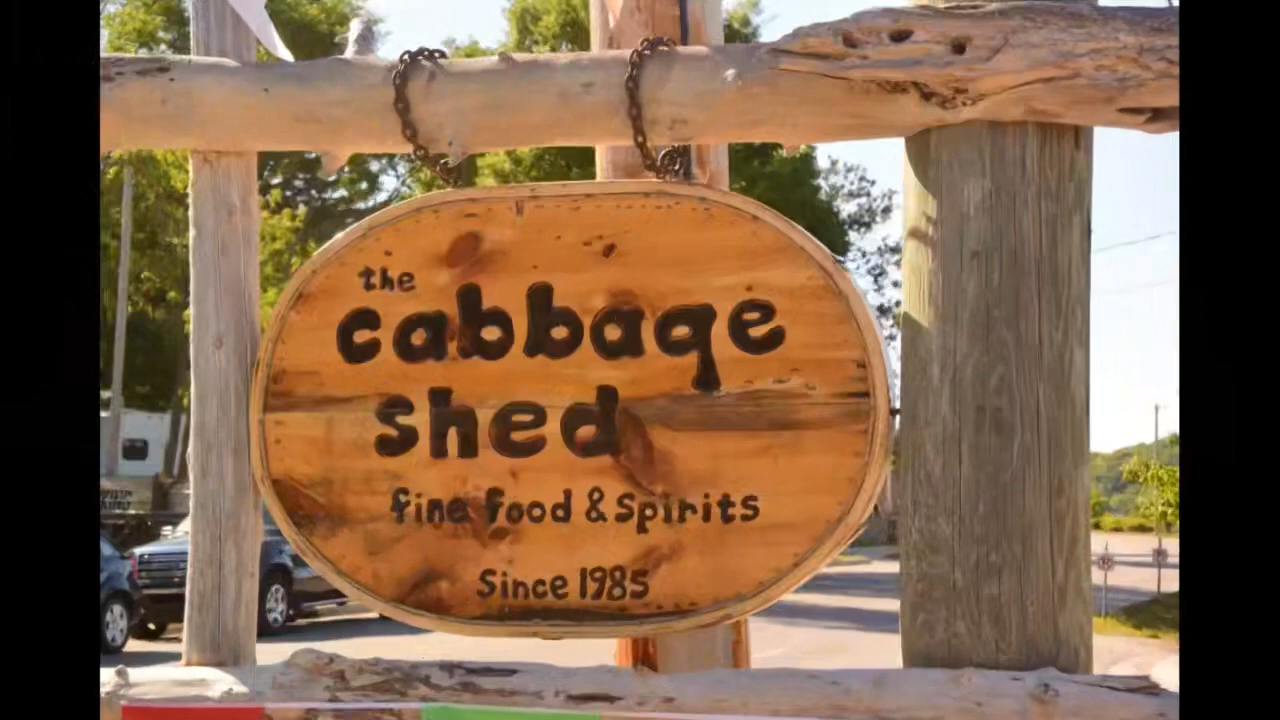 the
cabbage
shed
fine food & Spirits
Since 1985